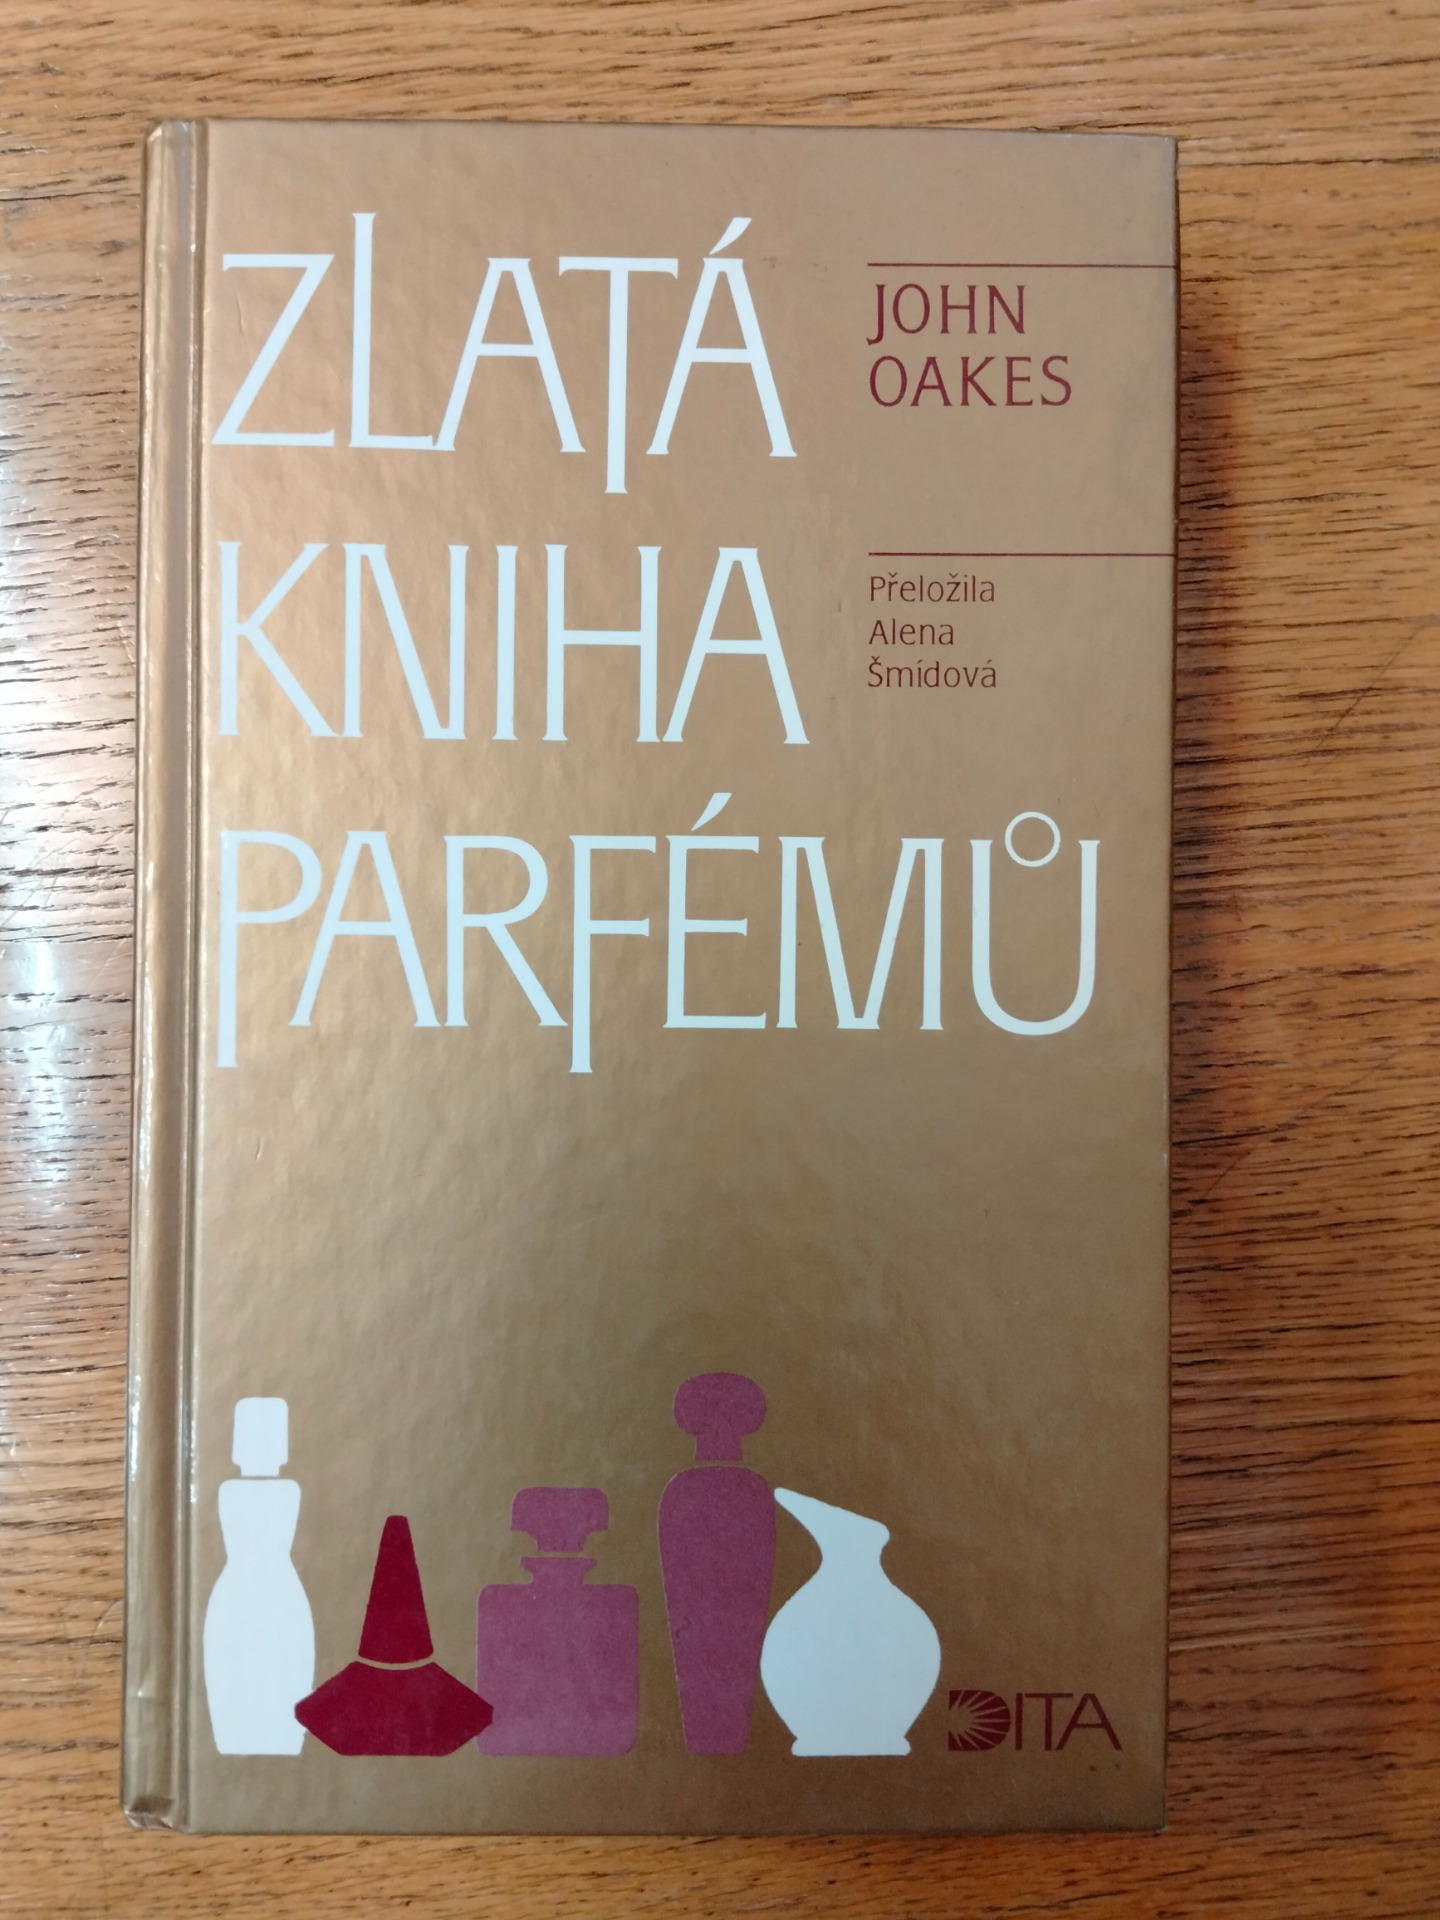 ZLATÁ
KNIHA
PARFÉMŮ
JOHN
OAKES
Přeložila
Alena
Šmídová
DITA